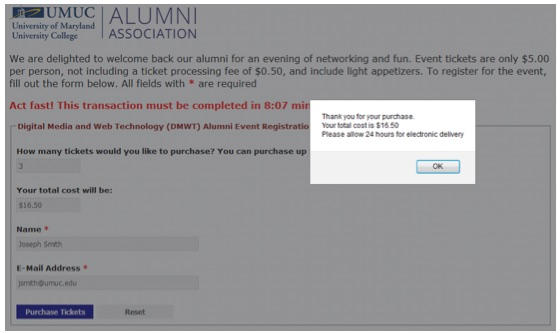 UMUC
University of Maryland
University College
ALUMNI
ASSOCIATION
We are delighted to welcome back our alumni for an evening of networking and fun. Event tickets are only $5.00
per person, not including a ticket processing fee of $0.50, and include light appetizers. To register for the event,
fill out the form below. All fields with * are required
Act fast! This transaction must be completed in 8:07 min
Thank you for your purchase.
Your total cost is $16.50
Please allow 24 hours for electronic delivery
OK
Digital Media and Web Technology (DMWT) Alumni Event Registratio
How many tickets would you like to purchase? You can purchase up
3
Your total cost will be:
$16.50
Name *
Joseph Smith
E-Mail Address *
jsmith@umuc.edu
Purchase Tickets
Reset